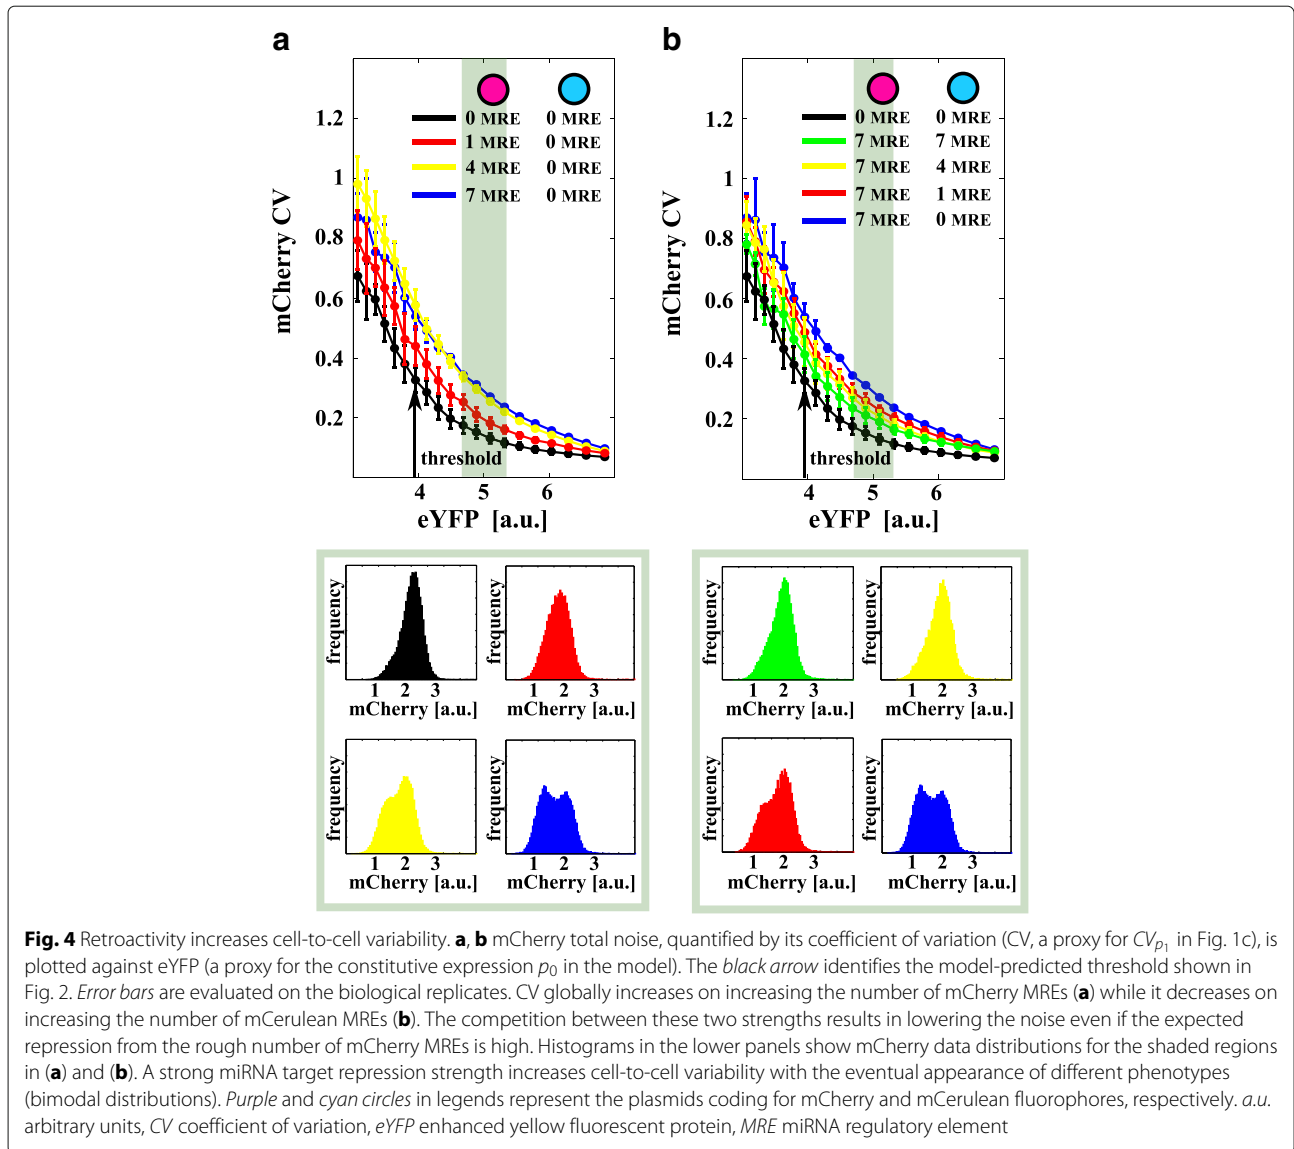 a
b
0 MRE 0 MRE
1 MRE 0 MRE
4 MRE 0 MRE
7 MRE 0 MRE
1.2
1
0.8
0.6
0.4
0.2
mCherry CV
threshold
4 5 6
eYFP [a.u.]
0 MRE 0 MRE
7 MRE 7 MRE
7 MRE 4 MRE
7 MRE 1 MRE
7 MRE 0 MRE
1.2
1
0.8
0.6
0.4
0.2
mCherry CV
threshold
4 5 6
eYFP [a.u.]
frequency
1 2 3
mCherry [a.u.]
frequency
1 2 3
mCherry [a.u.]
frequency
1 2 3
mCherry [a.u.]
frequency
1 2 3
mCherry [a.u.]
frequency
1 2 3
mCherry [a.u.]
frequency
1 2 3
mCherry [a.u.]
frequency
1 2 3
mCherry [a.u.]
frequency
1 2 3
mCherry [a.u.]
Fig. 4 Retroactivity increases cell-to-cell variability. a, b mCherry total noise, quantified by its coefficient of variation (CV, a proxy for CVp1 in Fig. 1c), is
plotted against eYFP (a proxy for the constitutive expression p0 in the model). The black arrow identifies the model-predicted threshold shown in
Fig. 2. Error bars are evaluated on the biological replicates. CV globally increases on increasing the number of mCherry MREs (a) while it decreases on
increasing the number of mCerulean MREs (b). The competition between these two strengths results in lowering the noise even if the expected
repression from the rough number of mCherry MREs is high. Histograms in the lower panels show mCherry data distributions for the shaded regions
in (a) and (b). A strong miRNA target repression strength increases cell-to-cell variability with the eventual appearance of different phenotypes
(bimodal distributions). Purple and cyan circles in legends represent the plasmids coding for mCherry and mCerulean fluorophores, respectively. a.u.
arbitrary units, CV coefficient of variation, eYFP enhanced yellow fluorescent protein, MRE miRNA regulatory element